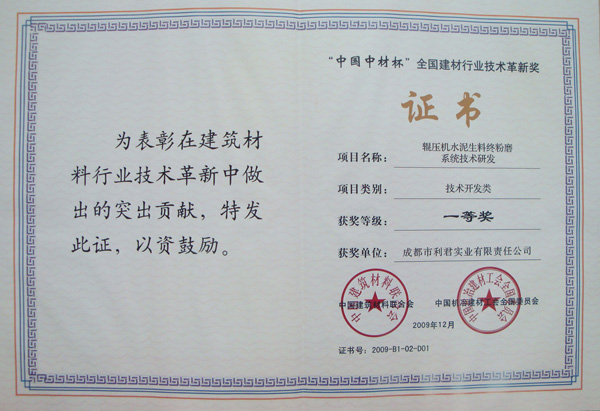 为表彰在建筑材
料行业技术革新中做
出的突出贡献，特发
此证，以资鼓励。
“中国中材杯”全国建材行业技术革新奖
证书
项目名称： 辊压机水泥生料终粉磨
系统技术研发
项目类别： 技术开发类
获奖等级： 一等奖
获奖单位： 成都市利君实业有限责任公司
中国建筑材料联合会 中国机冶建材工会全国委员会
2009年12月
证书号：2009-B1-02-001